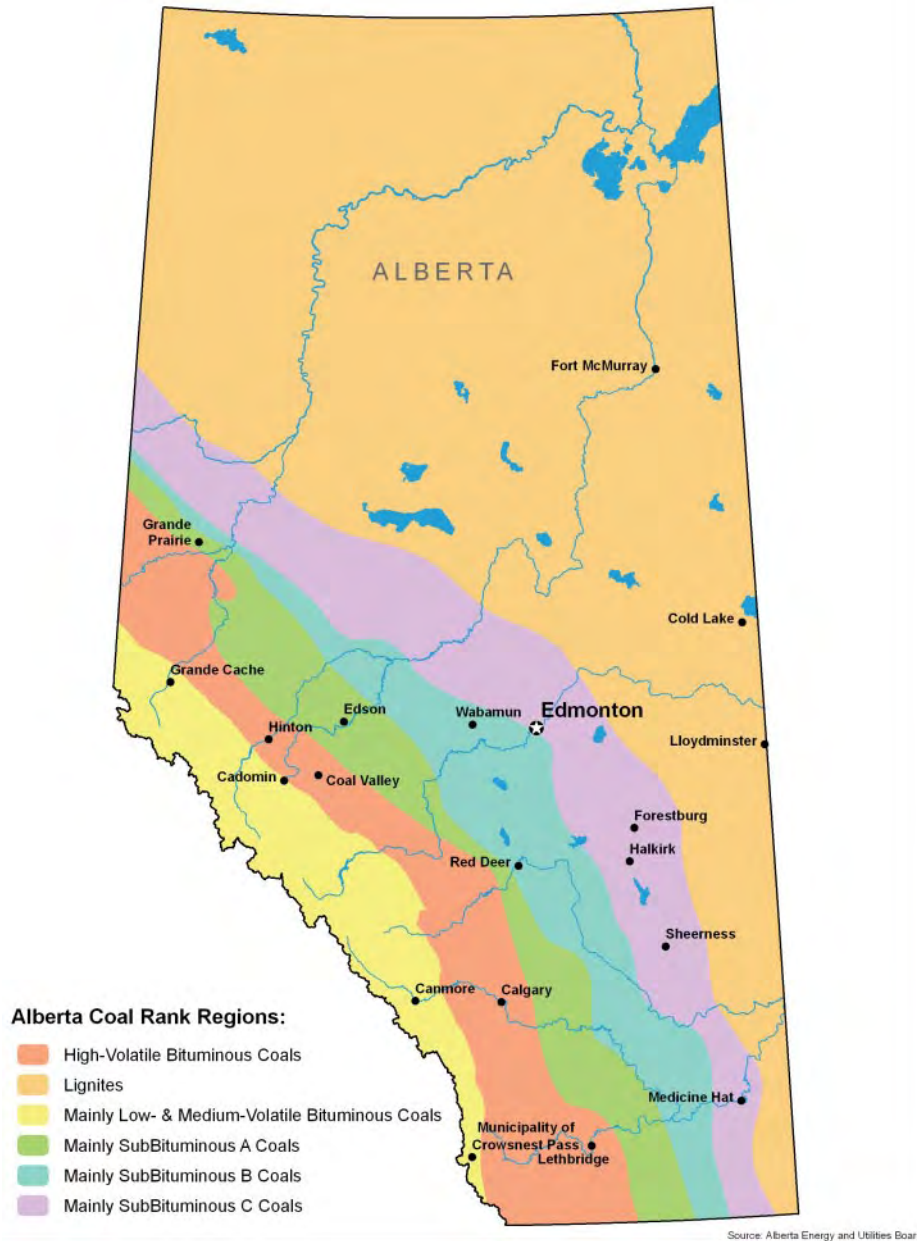 ALBERTA
Fort McMurray
Grande
Prairie
Cold Lake
Grande Cache
Edson
Wabamun
Edmonton
Hinton
Lloydminster
Cadomin
Coal Valley
Forestburg
Halkirk
Red Deer
Sheerness
Canmore
Calgary
Medicine Hat
Municipality of
Crowsnest Pass
Lethbridge
Alberta Coal Rank Regions:
High-Volatile Bituminous Coals
Lignites
Mainly Low- & Medium-Volatile Bituminous Coals
Mainly SubBituminous A Coals
Mainly SubBituminous B Coals
Mainly SubBituminous C Coals
Source: Alberta Energy and Utilities Boar